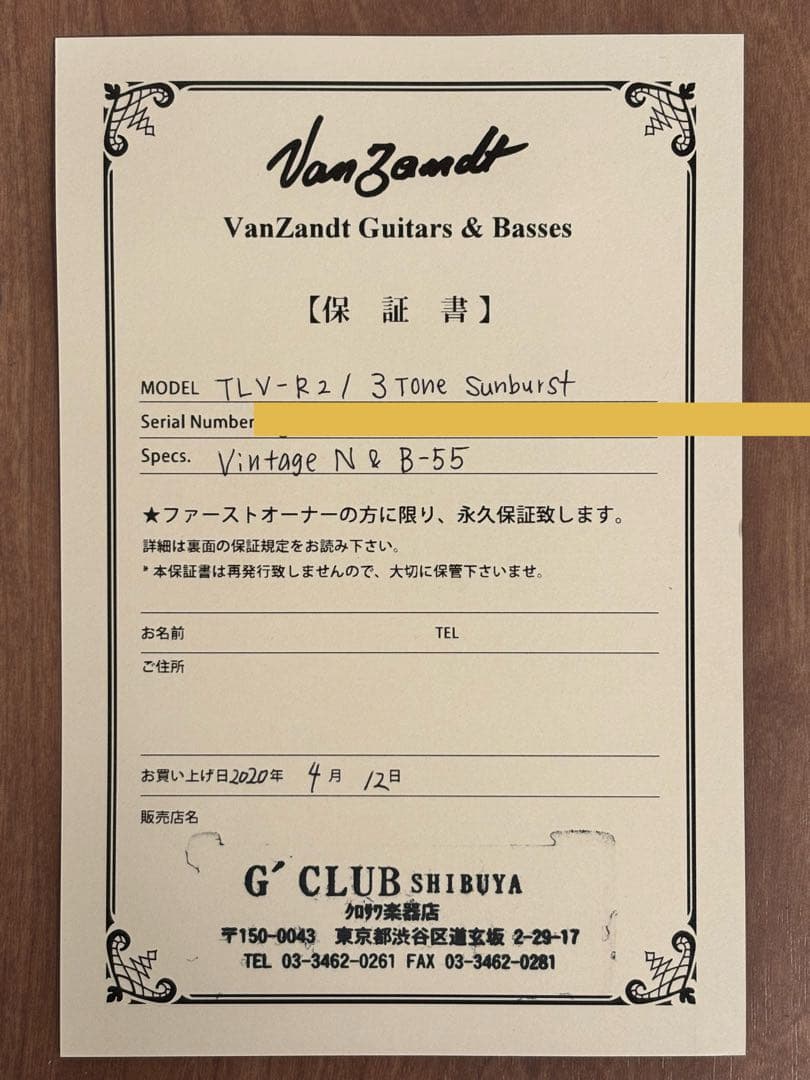 VanZandt
VanZandt Guitars & Basses
【保 証 書】
MODEL TLV-R2 / 3 Tone Sunburst
Serial Number
Specs. Vintage N & B-55
★ファーストオーナーの方に限り、永久保証致します。
詳細は裏面の保証規定をお読み下さい。
* 本保証書は再発行致しませんので、大切に保管下さいませ。
お名前 TEL
ご住所
お買い上げ日2020年 4月 12日
販売店名
G' CLUB SHIBUYA
クロサワ楽器店
〒150-0043 東京都渋谷区道玄坂 2-29-17
TEL 03-3462-0261 FAX 03-3462-0281